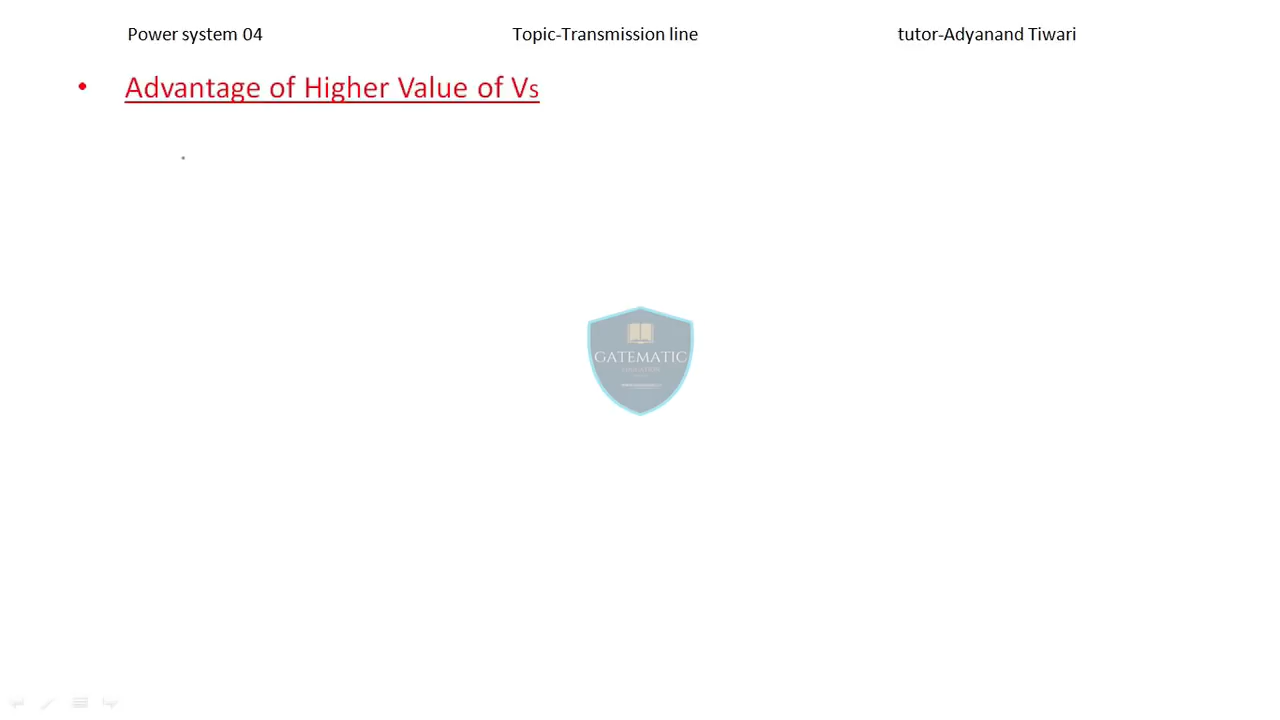 Power system 04 Topic-Transmission line tutor-Adyanand Tiwari
• Advantage of Higher Value of Vs
GATEMATIC